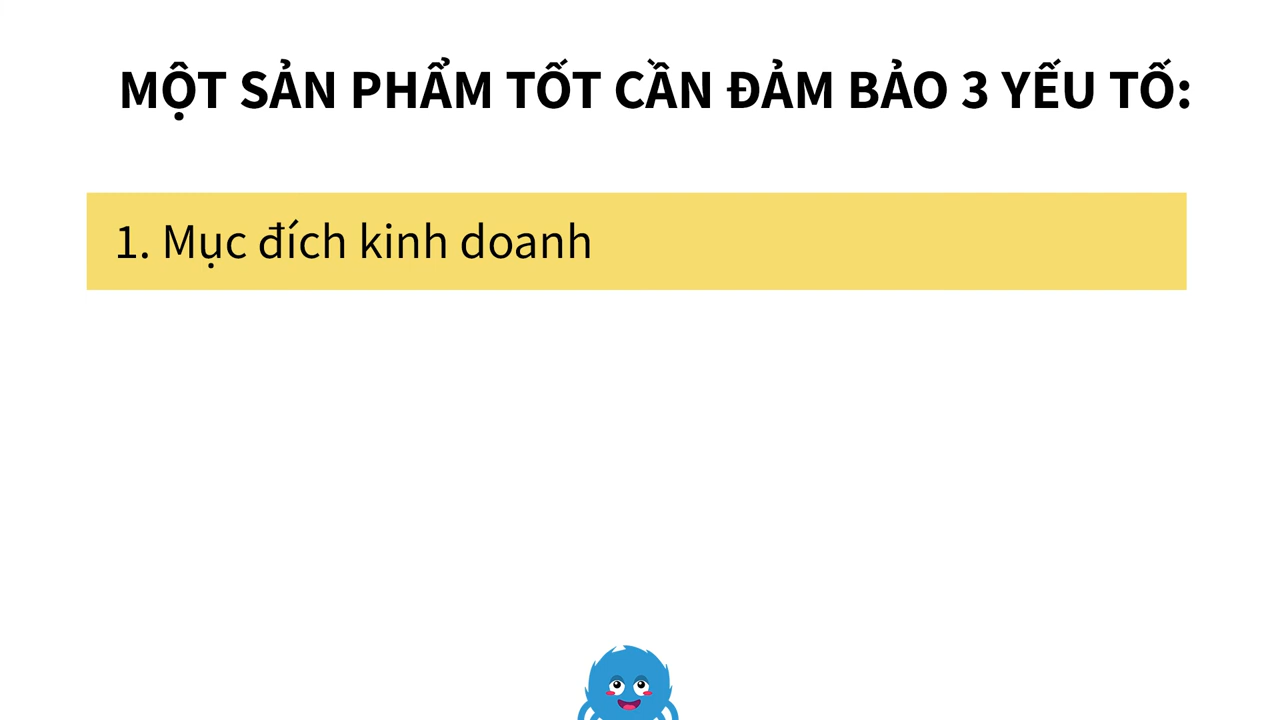 MỘT SẢN PHẨM TỐT CẦN ĐẢM BẢO 3 YẾU TỐ:
1. Mục đích kinh doanh